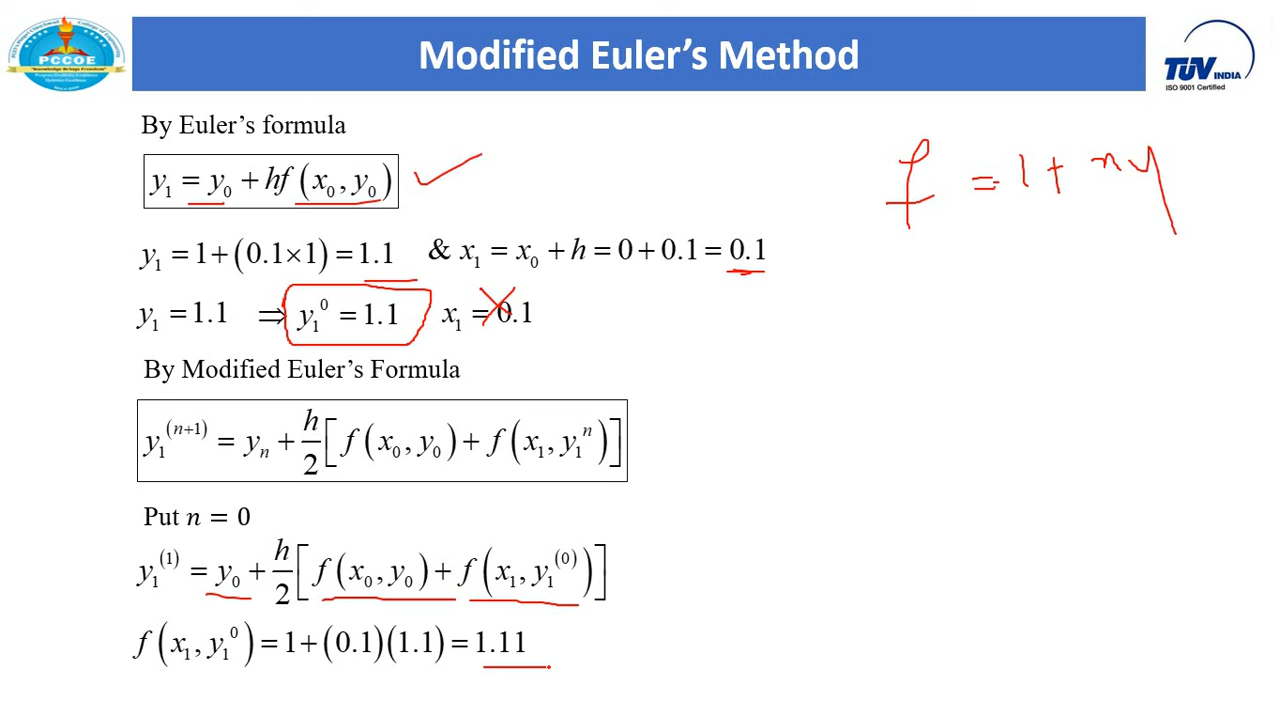 PCCOE
"Knowledge Brings Freedom"
Modified Euler's Method
TÜV INDIA
ISO 9001 Certified
By Euler's formula
y₁ = y₀ + hf(x₀, y₀)
f = 1 + xy
y₁ = 1 + (0.1×1) = 1.1 & x₁ = x₀ + h = 0 + 0.1 = 0.1
y₁ = 1.1 ⇒ y₁⁰ = 1.1 x₁ = 0.1
By Modified Euler's Formula
y₁⁽ⁿ⁺¹⁾ = yₙ + h/2 [f(x₀, y₀) + f(x₁, y₁ⁿ)]
Put n = 0
y₁⁽¹⁾ = y₀ + h/2 [f(x₀, y₀) + f(x₁, y₁⁽⁰⁾)]
f(x₁, y₁⁰) = 1 + (0.1)(1.1) = 1.11